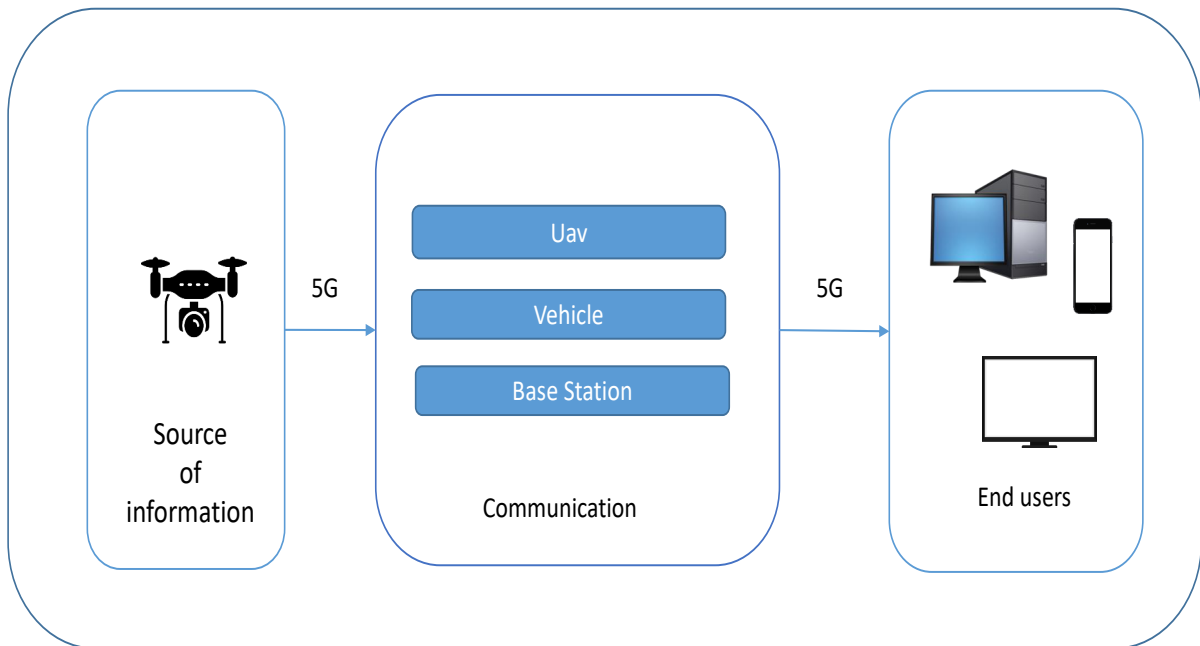 Source
of
information
5G
Uav
Vehicle
Base Station
Communication
5G
End users